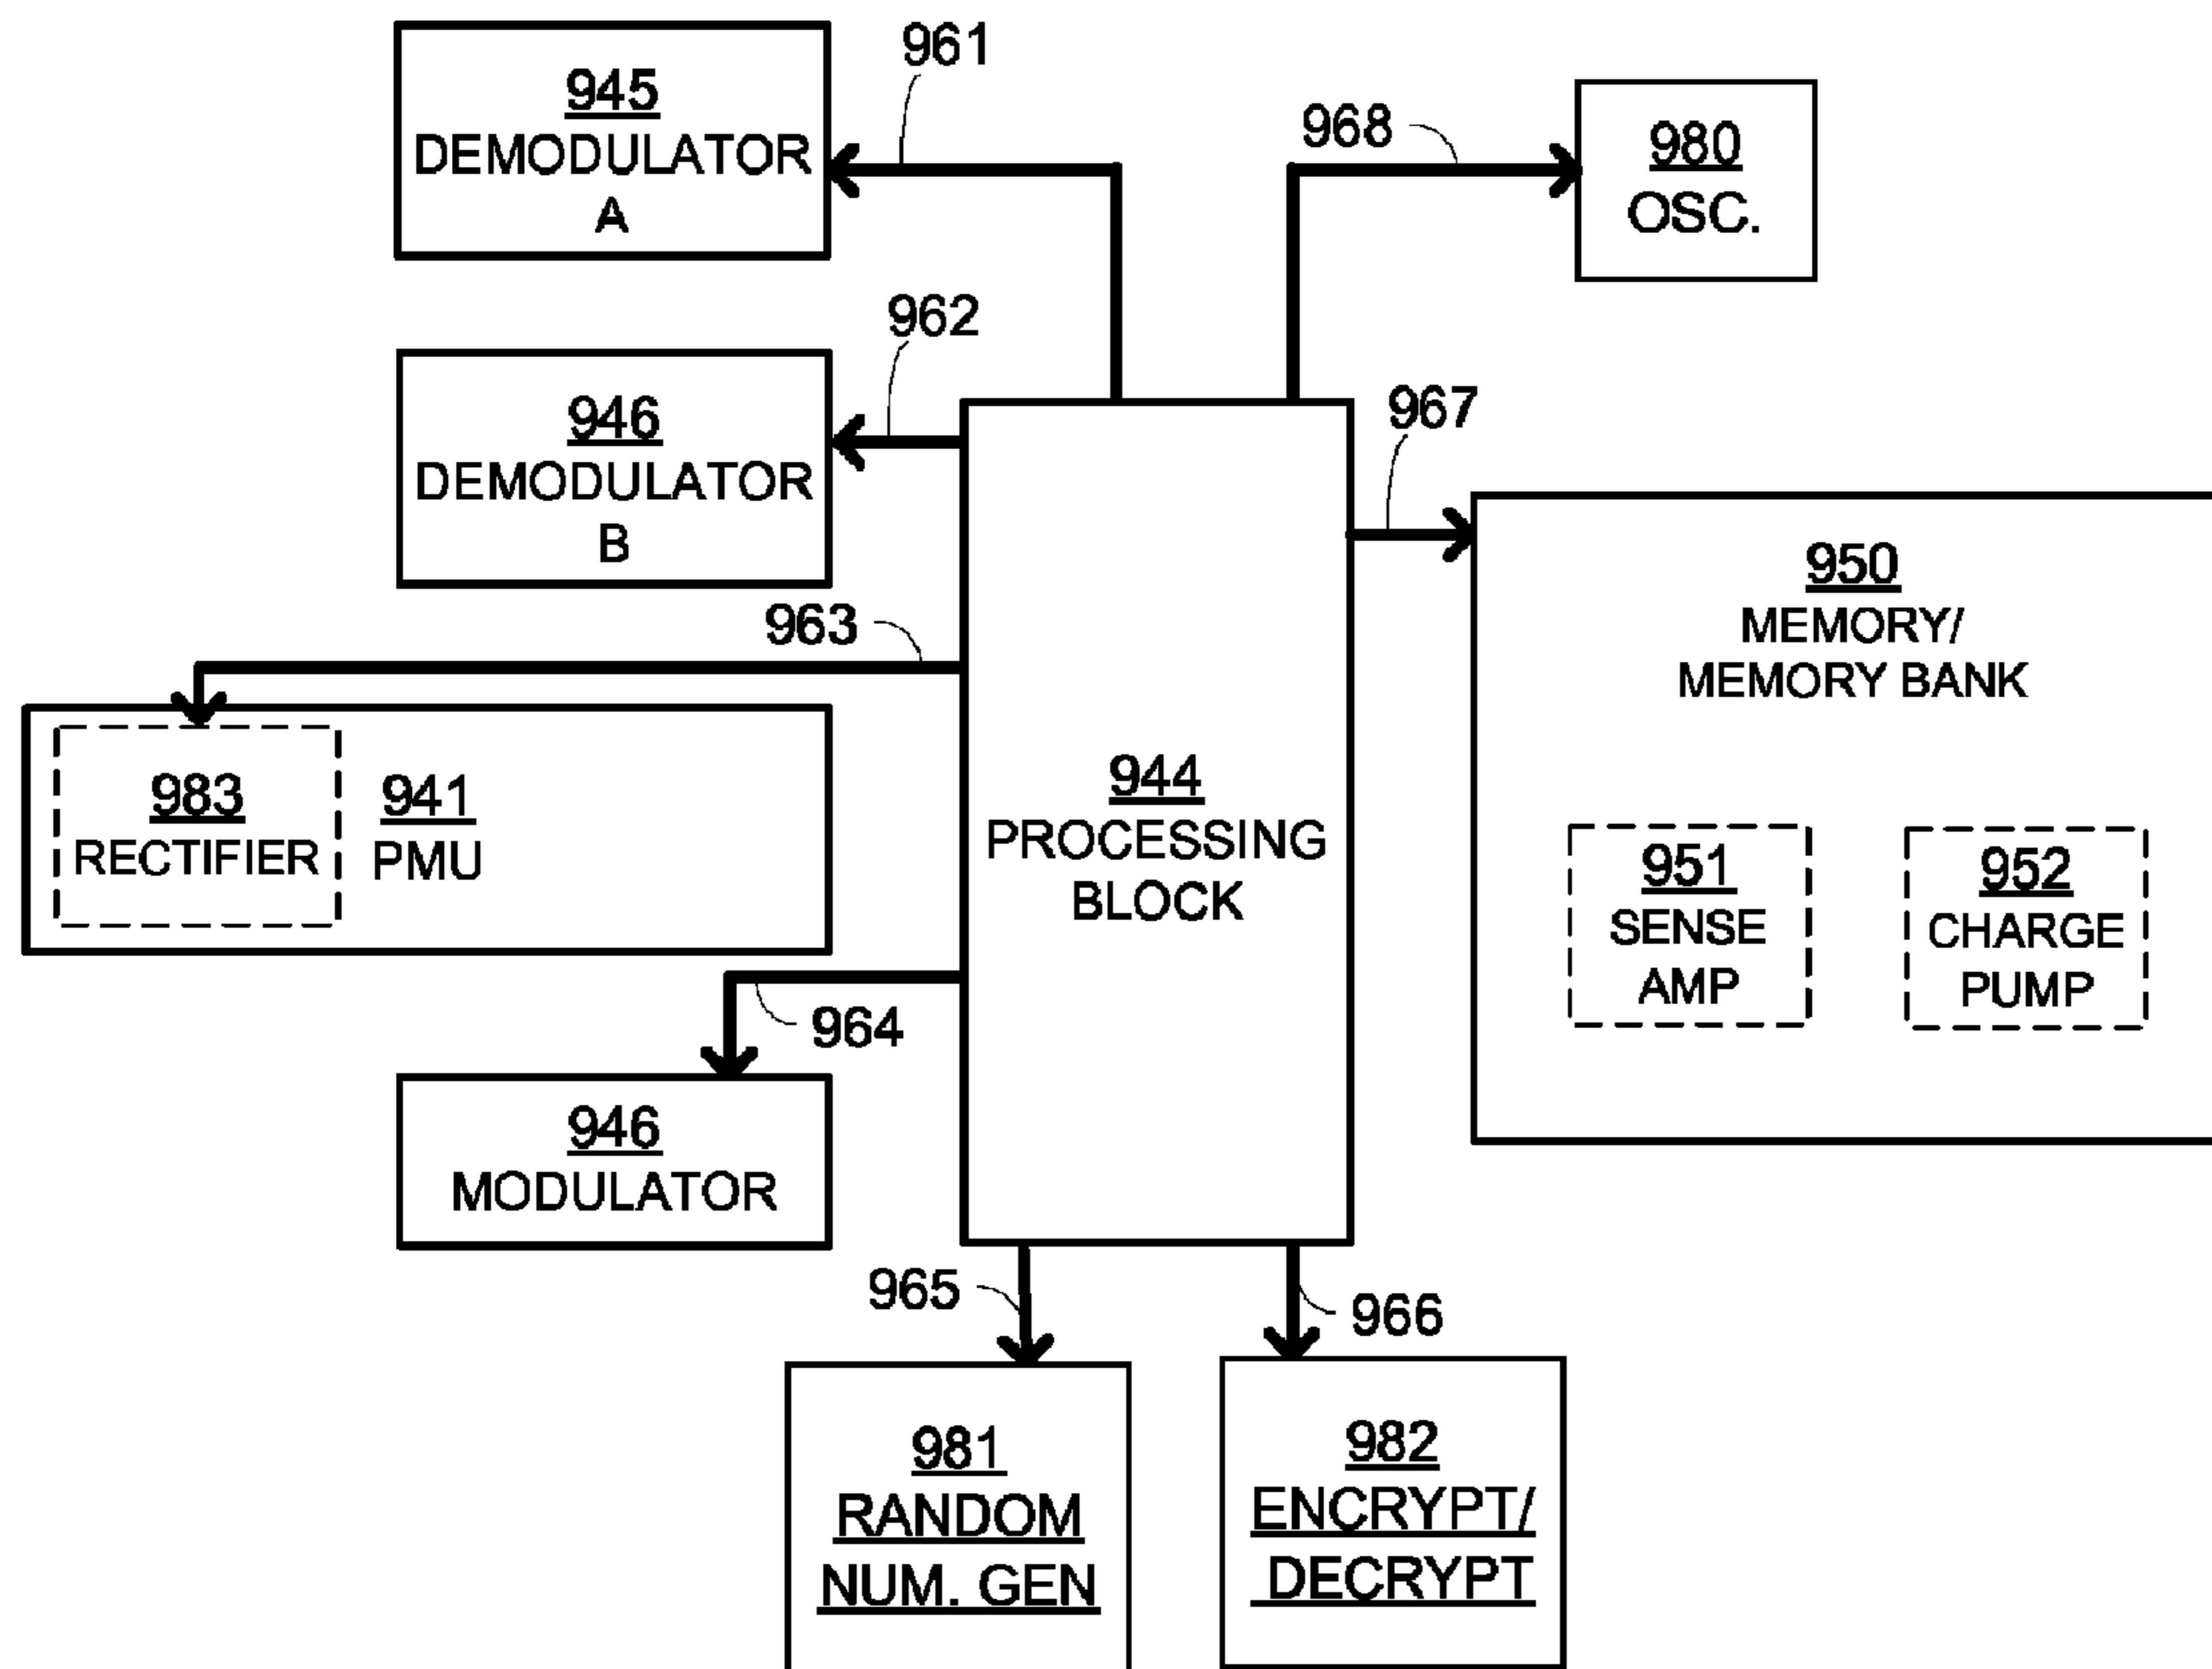 961
945
DEMODULATOR
A
968
980
OSC.
962
946
DEMODULATOR
B
967
950
MEMORY/
MEMORY BANK
963
983
RECTIFIER
941
PMU
944
PROCESSING
BLOCK
951
SENSE
AMP
952
CHARGE
PUMP
964
946
MODULATOR
965
966
981
RANDOM
NUM. GEN
982
ENCRYPT/
DECRYPT